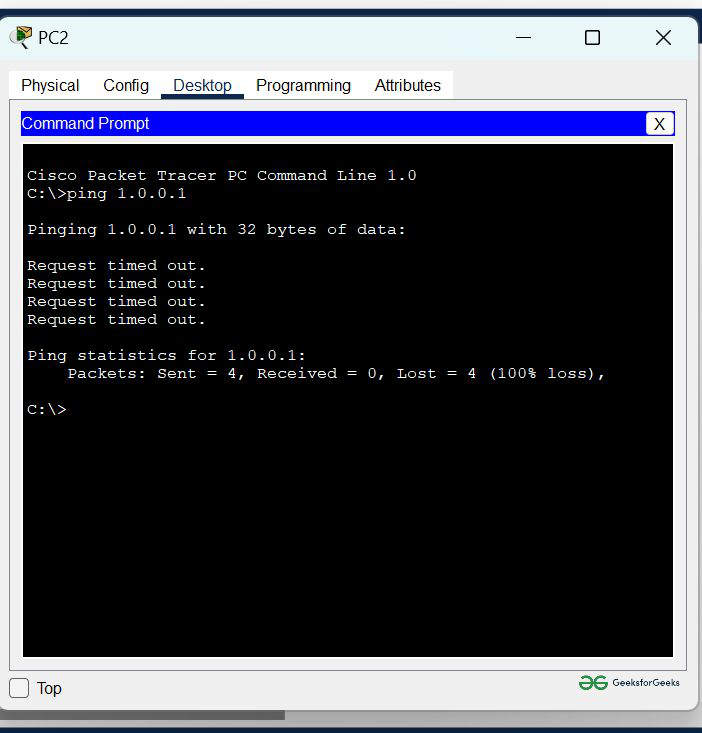 PC2
Physical Config Desktop Programming Attributes
Command Prompt X
Cisco Packet Tracer PC Command Line 1.0
C:\>ping 1.0.0.1
Pinging 1.0.0.1 with 32 bytes of data:
Request timed out.
Request timed out.
Request timed out.
Request timed out.
Ping statistics for 1.0.0.1:
Packets: Sent = 4, Received = 0, Lost = 4 (100% loss),
C:\>
Top
GeeksforGeeks